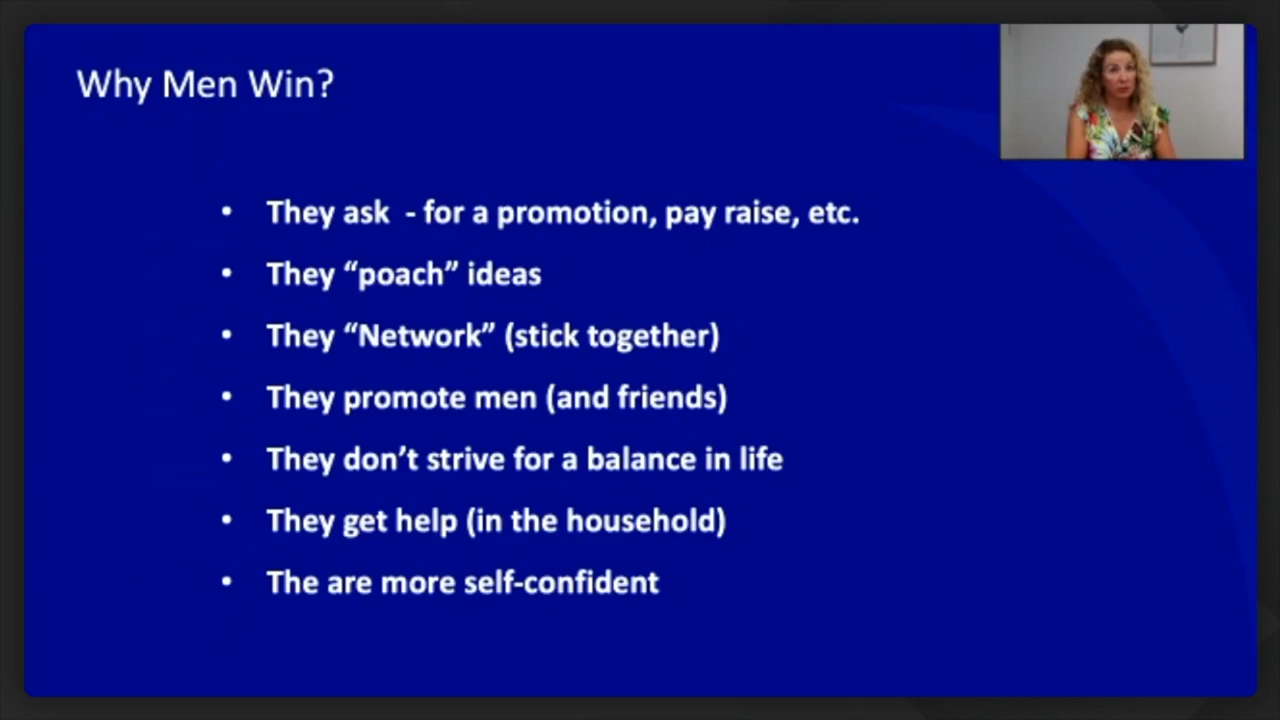 Why Men Win?
• They ask  - for a promotion, pay raise, etc.
• They “poach” ideas
• They “Network” (stick together)
• They promote men (and friends)
• They don’t strive for a balance in life
• They get help (in the household)
• The are more self-confident